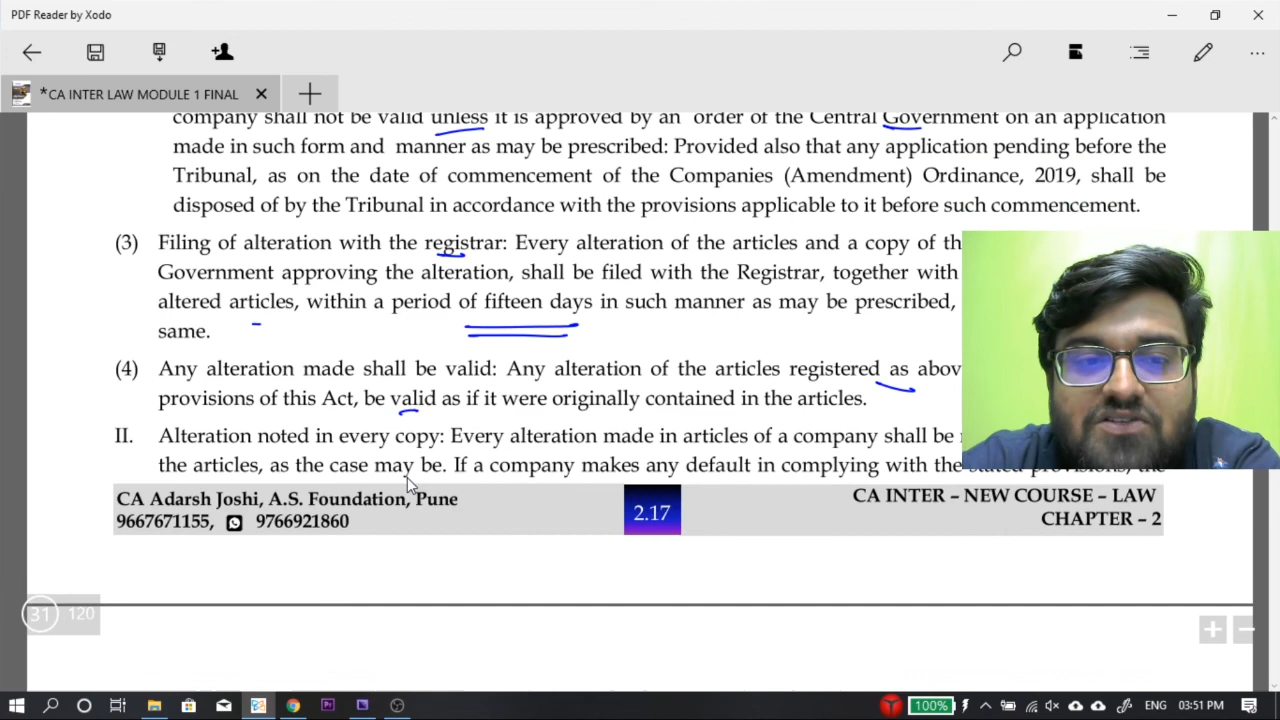 PDF Reader by Xodo
*CA INTER LAW MODULE 1 FINAL
company shall not be valid unless it is approved by an order of the Central Government on an application
made in such form and manner as may be prescribed: Provided also that any application pending before the
Tribunal, as on the date of commencement of the Companies (Amendment) Ordinance, 2019, shall be
disposed of by the Tribunal in accordance with the provisions applicable to it before such commencement.
(3) Filing of alteration with the registrar: Every alteration of the articles and a copy of th
Government approving the alteration, shall be filed with the Registrar, together with
altered articles, within a period of fifteen days in such manner as may be prescribed,
same.
(4) Any alteration made shall be valid: Any alteration of the articles registered as abov
provisions of this Act, be valid as if it were originally contained in the articles.
II. Alteration noted in every copy: Every alteration made in articles of a company shall be
the articles, as the case may be. If a company makes any default in complying with the stated provisions, the
CA Adarsh Joshi, A.S. Foundation, Pune
9667671155, 9766921860
2.17
CA INTER – NEW COURSE – LAW
CHAPTER – 2
31 120
100%
ENG 03:51 PM